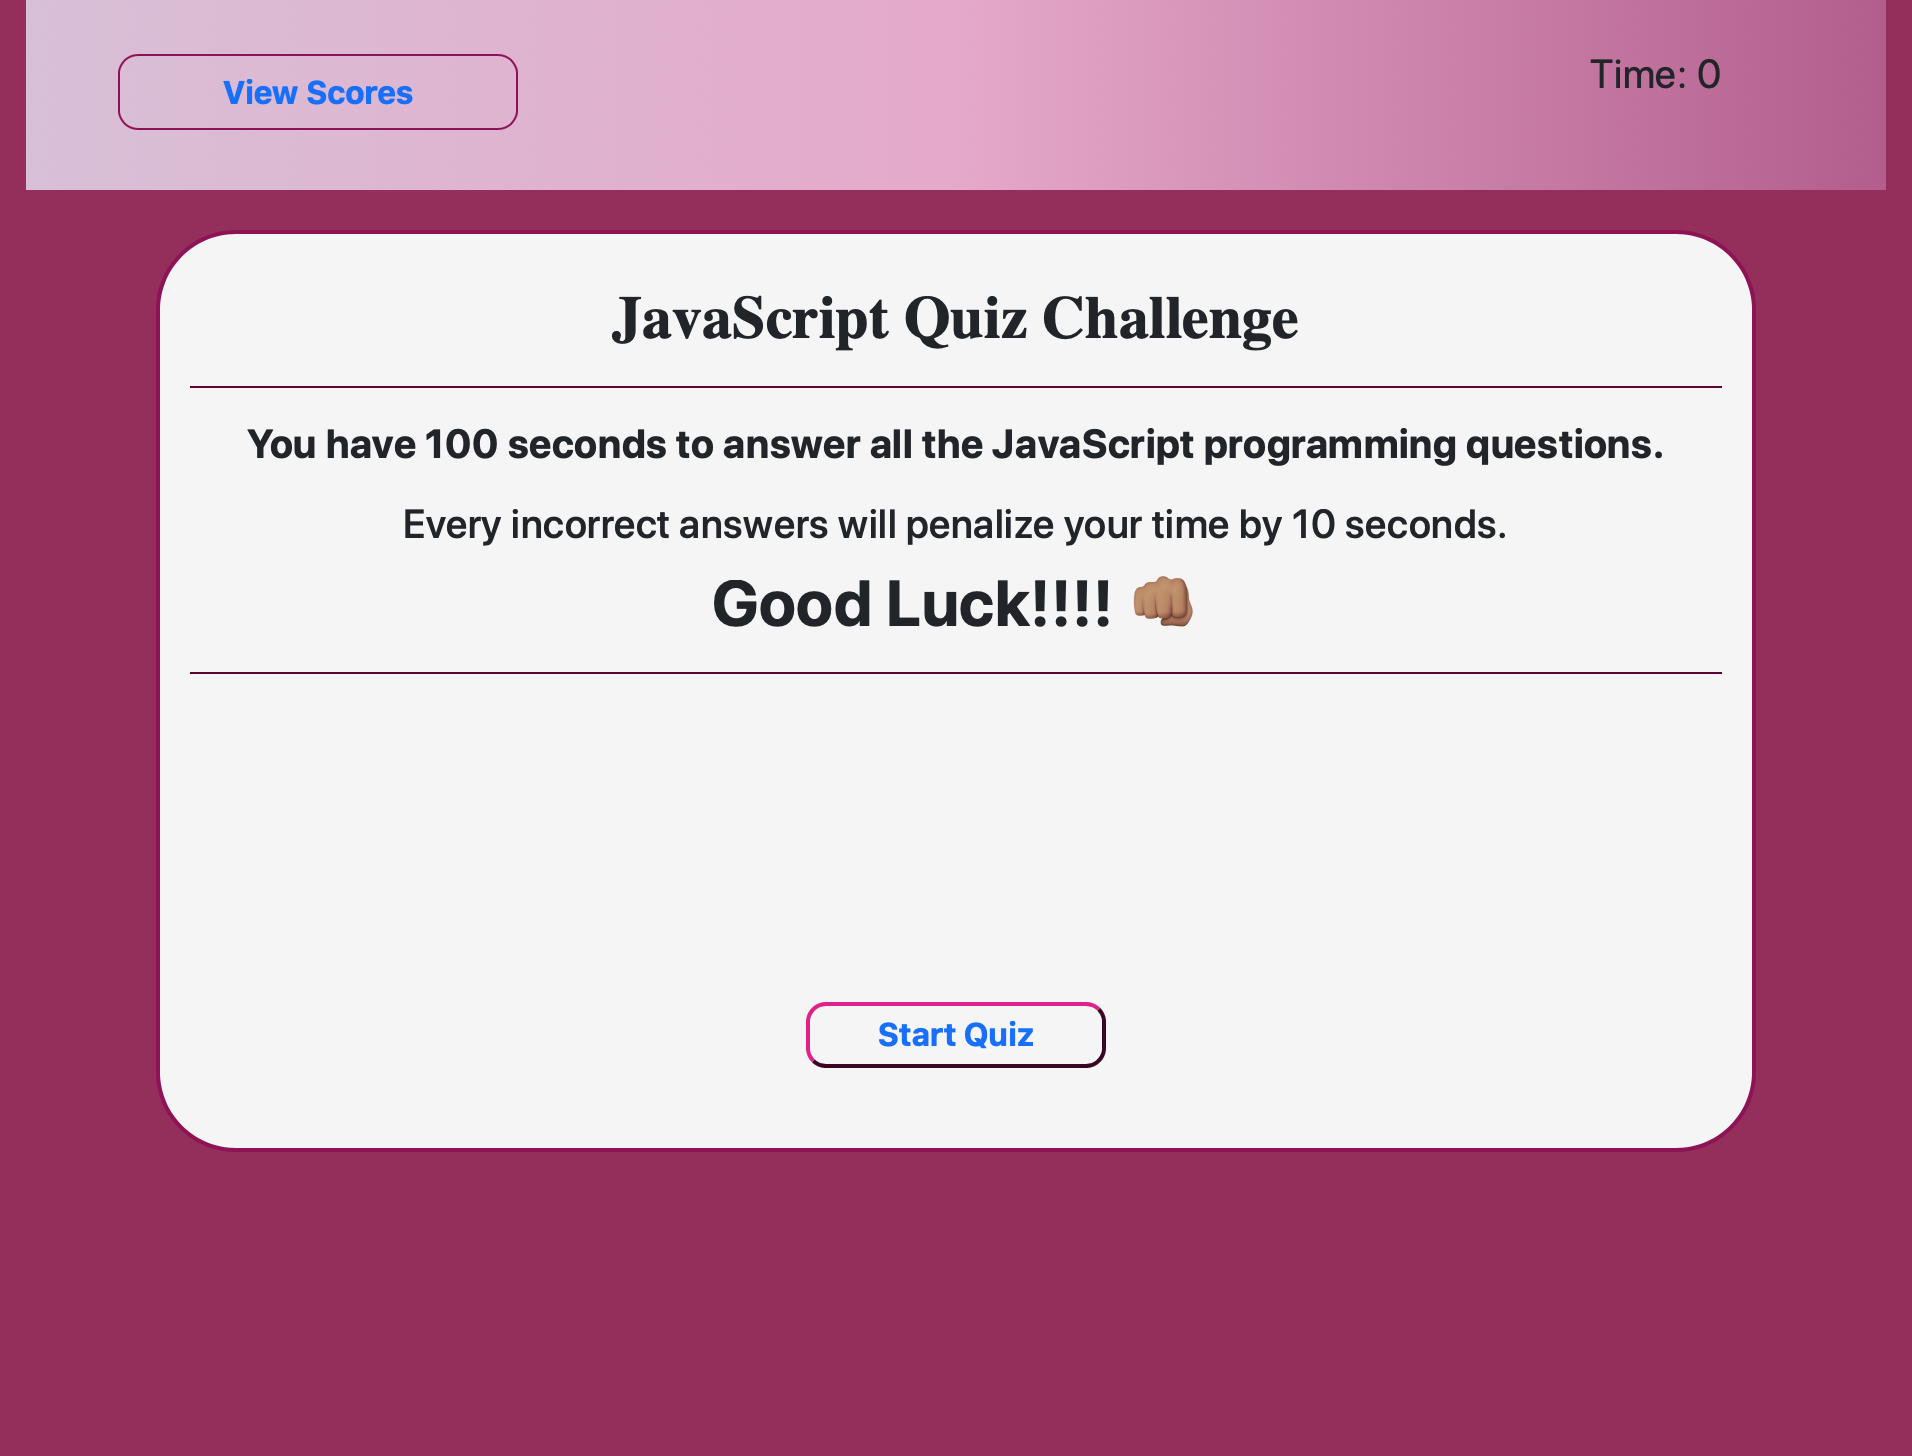 View Scores
Time: 0
JavaScript Quiz Challenge
You have 100 seconds to answer all the JavaScript programming questions.
Every incorrect answers will penalize your time by 10 seconds.
Good Luck!!!! 👊🏽
Start Quiz